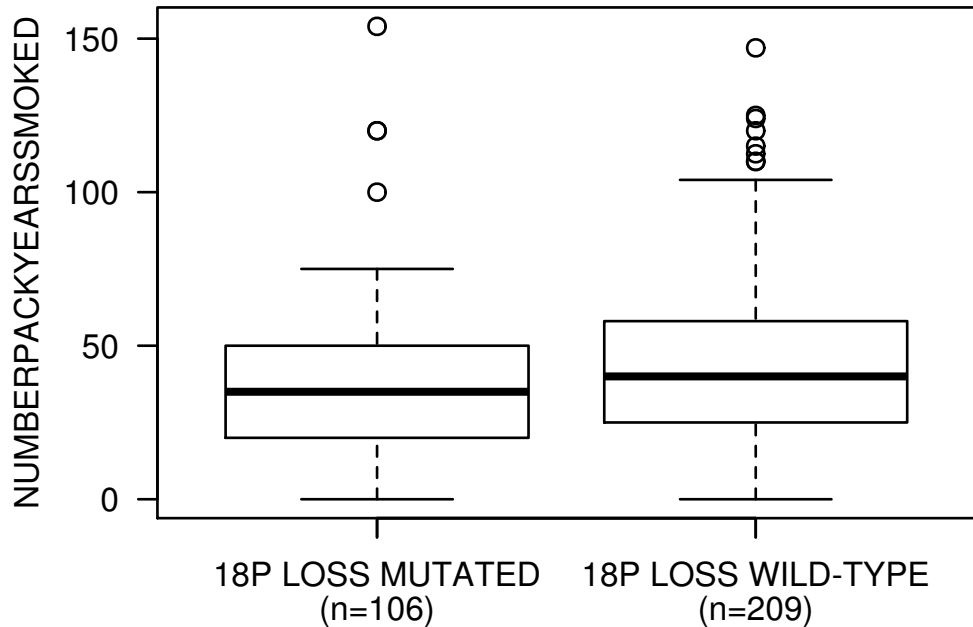 NUMBERPACKYEARSSMOKED
150
100
50
0
18P LOSS MUTATED
(n=106)
18P LOSS WILD-TYPE
(n=209)